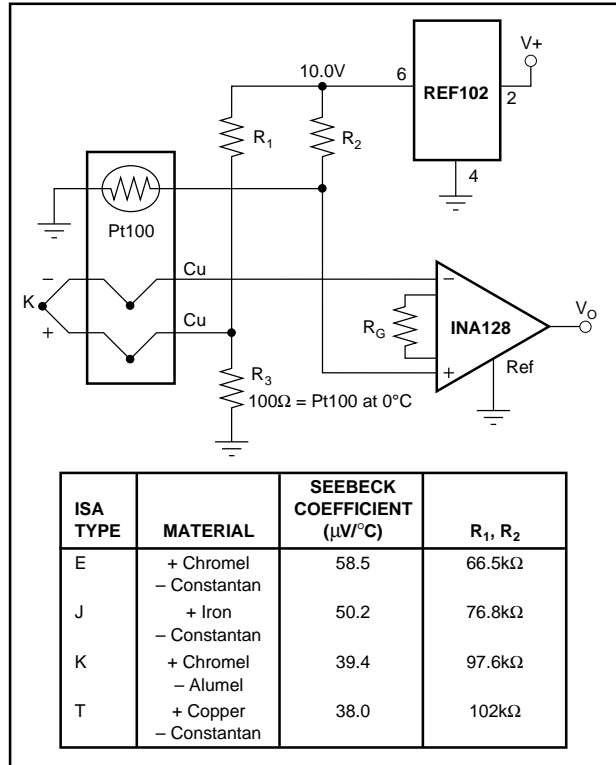 V+
10.0V
6
REF102
2
R1
R2
4
Pt100
Cu
−
K
Cu
+
−
RG
INA128
VO
+
Ref
R3
100Ω = Pt100 at 0°C
ISA TYPE
MATERIAL
SEEBECK COEFFICIENT (μV/°C)
R1, R2
E
+ Chromel
– Constantan
58.5
66.5kΩ
J
+ Iron
– Constantan
50.2
76.8kΩ
K
+ Chromel
– Alumel
39.4
97.6kΩ
T
+ Copper
– Constantan
38.0
102kΩ